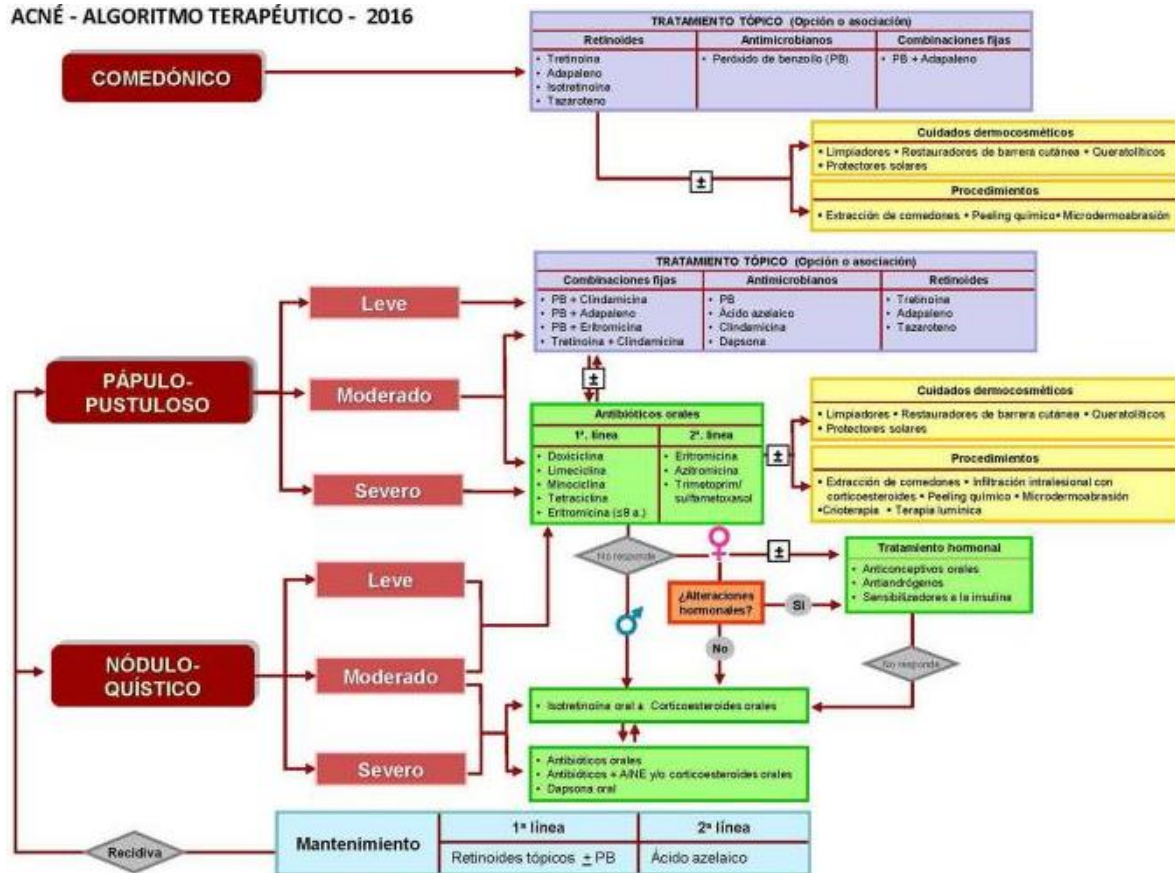 ACNÉ - ALGORITMO TERAPÉUTICO - 2016
COMEDÓNICO
TRATAMIENTO TÓPICO (Opción o asociación)
Retinoides
• Tretinoína
• Adapaleno
• Isotretinoína
• Tazaroteno
Antimicrobianos
• Peróxido de benzoílo (PB)
Combinaciones fijas
• PB + Adapaleno
±
Cuidados dermocosméticos
• Limpiadores • Restauradores de barrera cutánea • Queratolíticos
• Protectores solares
Procedimientos
• Extracción de comedones • Peeling químico • Microdermoabrasión
PÁPULO-
PUSTULOSO
Leve
Moderado
Severo
TRATAMIENTO TÓPICO (Opción o asociación)
Combinaciones fijas
• PB + Clindamicina
• PB + Adapaleno
• PB + Eritromicina
• Tretinoína + Clindamicina
Antimicrobianos
• PB
• Ácido azelaico
• Clindamicina
• Dapsona
Retinoides
• Tretinoína
• Adapaleno
• Tazaroteno
±
Antibióticos orales
1ª. línea
• Doxiciclina
• Limeciclina
• Minociclina
• Tetraciclina
• Eritromicina (≤8 a.)
2ª. línea
• Eritromicina
• Azitromicina
• Trimetoprim/
sulfametoxasol
±
Cuidados dermocosméticos
• Limpiadores • Restauradores de barrera cutánea • Queratolíticos
• Protectores solares
Procedimientos
• Extracción de comedones • Infiltración intralesional con
corticoesteroides • Peeling químico • Microdermoabrasión
• Crioterapia • Terapia lumínica
No responde
±
¿Alteraciones
hormonales?
Si
No
Tratamiento hormonal
• Anticonceptivos orales
• Antiandrógenos
• Sensibilizadores a la insulina
No responde
NÓDULO-
QUÍSTICO
Leve
Moderado
Severo
• Isotretinoína oral ± Corticoesteroides orales
• Antibióticos orales
• Antibióticos + AINE y/o corticoesteroides orales
• Dapsona oral
Recidiva
Mantenimiento
1ª línea
Retinoides tópicos ± PB
2ª línea
Ácido azelaico